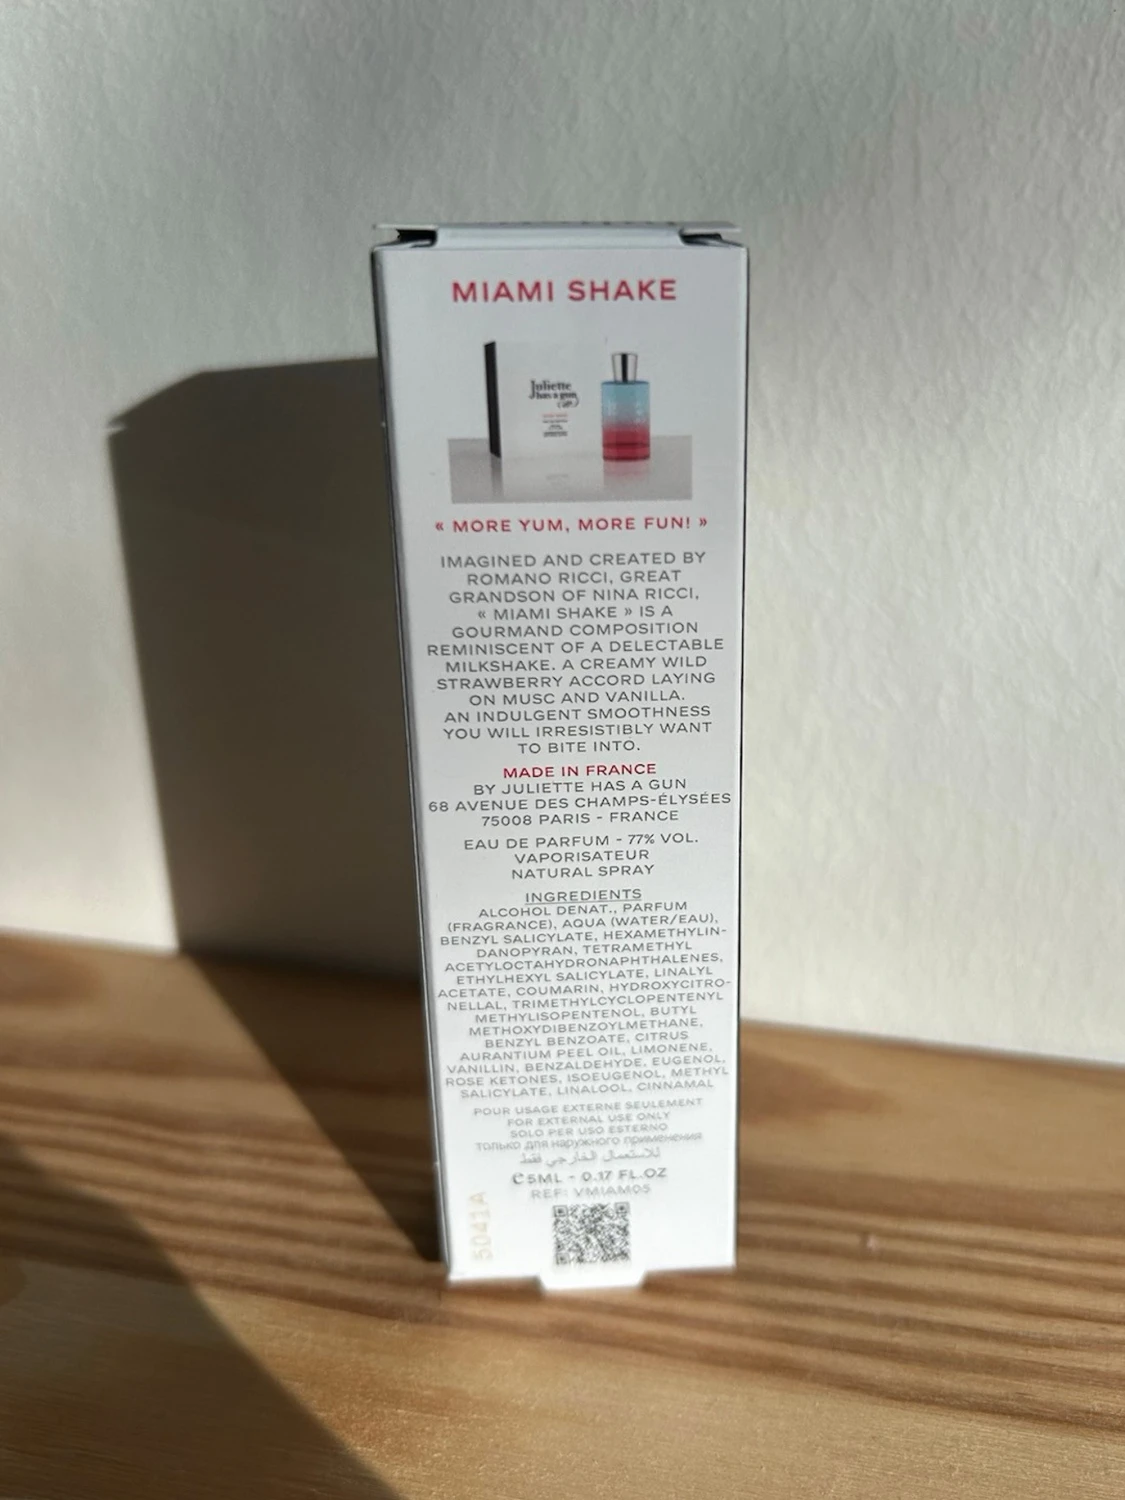 MIAMI SHAKE
Juliette
has a gun
« MORE YUM, MORE FUN! »
IMAGINED AND CREATED BY
ROMANO RICCI, GREAT
GRANDSON OF NINA RICCI,
« MIAMI SHAKE » IS A
GOURMAND COMPOSITION
REMINISCENT OF A DELECTABLE
MILKSHAKE. A CREAMY WILD
STRAWBERRY ACCORD LAYING
ON MUSC AND VANILLA.
AN INDULGENT SMOOTHNESS
YOU WILL IRRESISTIBLY WANT
TO BITE INTO.
MADE IN FRANCE
BY JULIETTE HAS A GUN
68 AVENUE DES CHAMPS-ÉLYSÉES
75008 PARIS - FRANCE
EAU DE PARFUM - 77% VOL.
VAPORISATEUR
NATURAL SPRAY
INGREDIENTS
ALCOHOL DENAT., PARFUM
(FRAGRANCE), AQUA (WATER/EAU),
BENZYL SALICYLATE, HEXAMETHYLIN-
DANOPYRAN, TETRAMETHYL
ACETYLOCTAHYDRONAPHTHALENES,
ETHYLHEXYL SALICYLATE, LINALYL
ACETATE, COUMARIN, HYDROXYCITRO-
NELLAL, TRIMETHYLCYCLOPENTENYL
METHYLISOPENTENOL, BUTYL
METHOXYDIBENZOYLMETHANE,
BENZYL BENZOATE, CITRUS
AURANTIUM PEEL OIL, LIMONENE,
VANILLIN, BENZALDEHYDE, EUGENOL,
ROSE KETONES, ISOEUGENOL, METHYL
SALICYLATE, LINALOOL, CINNAMAL
POUR USAGE EXTERNE SEULEMENT
FOR EXTERNAL USE ONLY
SOLO PER USO ESTERNO
только для наружного применения
للاستعمال الخارجي فقط
℮ 5ML - 0.17 FL.OZ
REF: VMIAM05
5041A